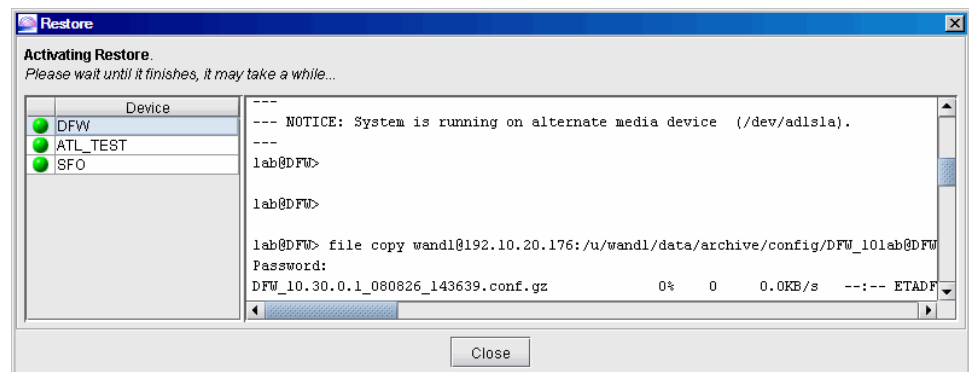 Restore
Activating Restore.
Please wait until it finishes, it may take a while...
Device
DFW
ATL_TEST
SFO
---
--- NOTICE: System is running on alternate media device  (/dev/ad1s1a).
---
lab@DFW>
lab@DFW>
lab@DFW> file copy wandl@192.10.20.176:/u/wandl/data/archive/config/DFW_10lab@DFW
Password:
DFW_10.30.0.1_080826_143639.conf.gz 0% 0 0.0KB/s --:-- ETADF
Close